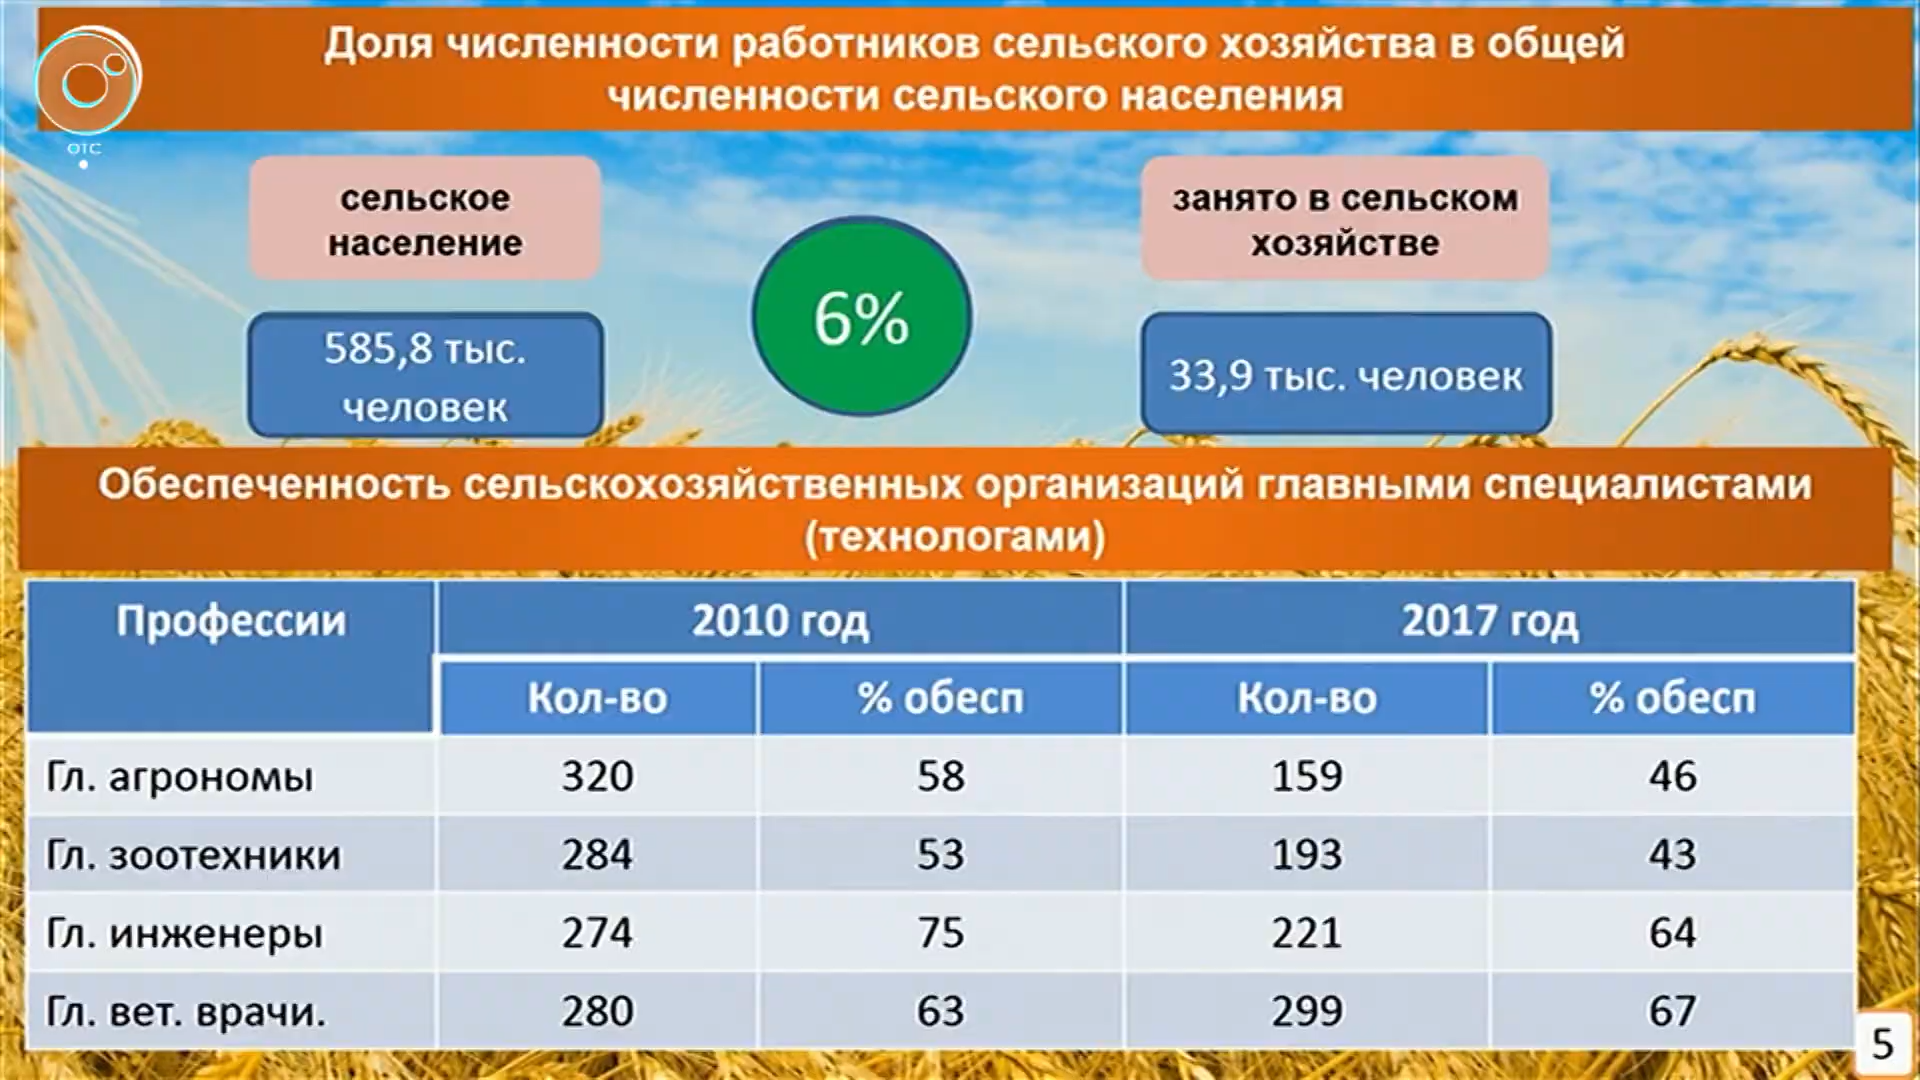 Доля численности работников сельского хозяйства в общей
численности сельского населения
ОТС
сельское
население
585,8 тыс.
человек
6%
занято в сельском
хозяйстве
33,9 тыс. человек
Обеспеченность сельскохозяйственных организаций главными специалистами
(технологами)
Профессии 2010 год 2017 год
Кол-во % обесп Кол-во % обесп
Гл. агрономы 320 58 159 46
Гл. зоотехники 284 53 193 43
Гл. инженеры 274 75 221 64
Гл. вет. врачи. 280 63 299 67
5